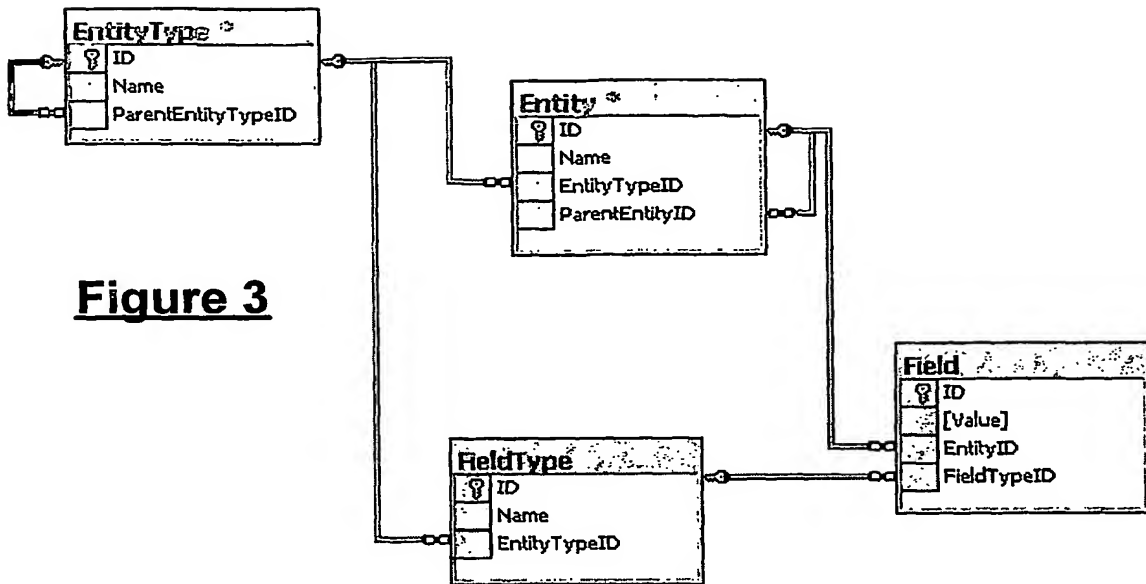 EntityType *
ID
Name
ParentEntityTypeID
Entity *
ID
Name
EntityTypeID
ParentEntityID
Figure 3
Field
ID
[Value]
EntityID
FieldTypeID
FieldType
ID
Name
EntityTypeID